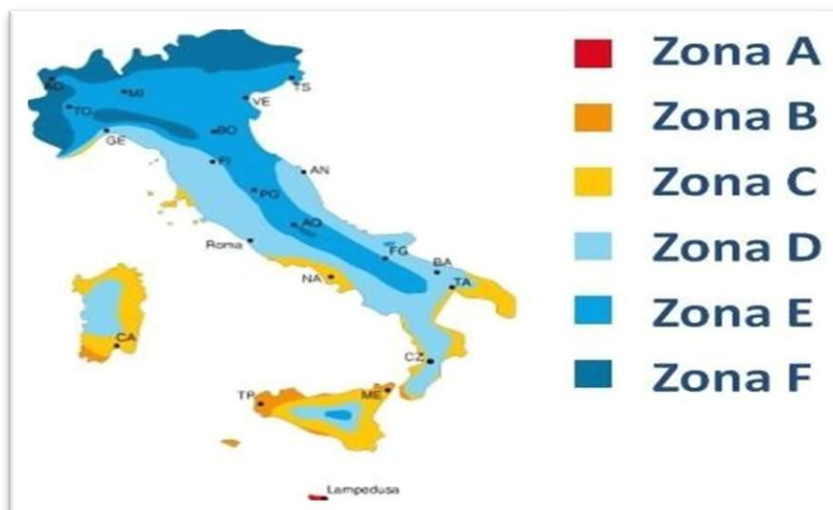 Zona A
Zona B
Zona C
Zona D
Zona E
Zona F
AO
MI
TO
TS
VE
GE
BO
FI
AN
PG
AQ
Roma
FG
BA
NA
TA
CA
CZ
TP
ME
Lampedusa